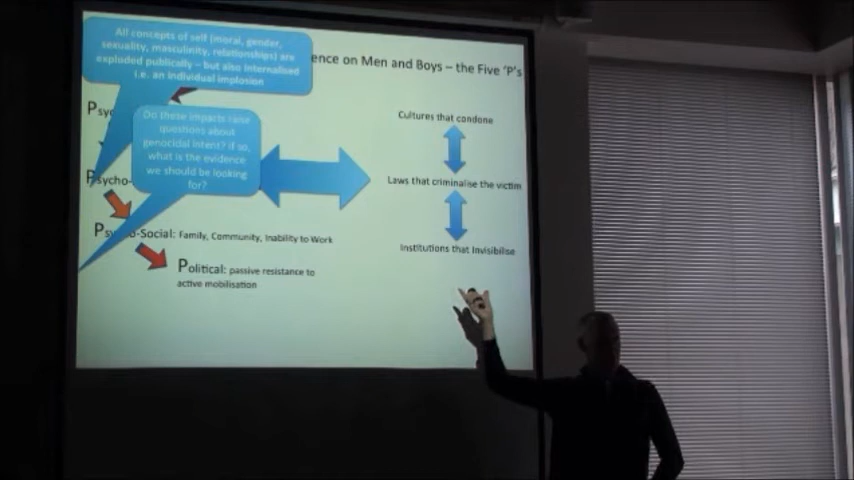 All concepts of self (moral, gender,
sexuality, masculinity, relationships) are
exploded publically – but also internalised
i.e. an individual implosion
ence on Men and Boys – the Five 'P's
Do these impacts raise
questions about
genocidal intent? If so,
what is the evidence
we should be looking
for?
Psyc
Psycho-
o-Social: Family, Community, Inability to Work
Political: passive resistance to
active mobilisation
Cultures that condone
Laws that criminalise the victim
Institutions that Invisibilise